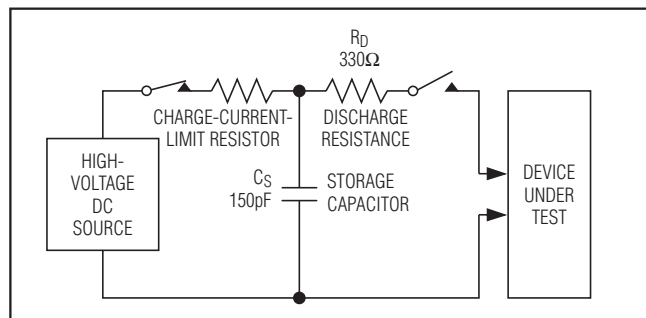 R_D
330Ω
CHARGE-CURRENT-
LIMIT RESISTOR
DISCHARGE
RESISTANCE
HIGH-
VOLTAGE
DC
SOURCE
C_S
150pF
STORAGE
CAPACITOR
DEVICE
UNDER
TEST